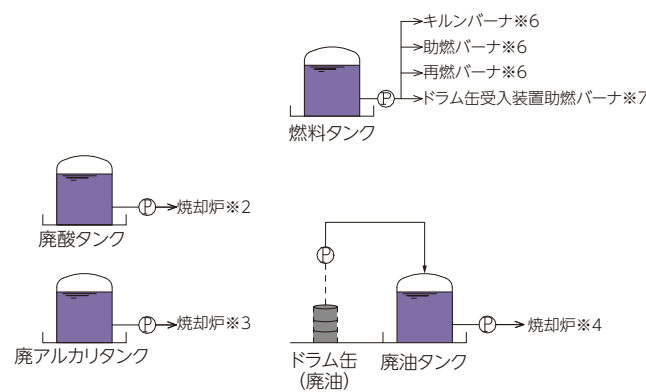 キルンバーナ※6
助燃バーナ※6
再燃バーナ※6
P
ドラム缶受入装置助燃バーナ※7
燃料タンク
P
焼却炉※2
廃酸タンク
P
P
焼却炉※3
P
焼却炉※4
廃アルカリタンク
ドラム缶
(廃油)
廃油タンク